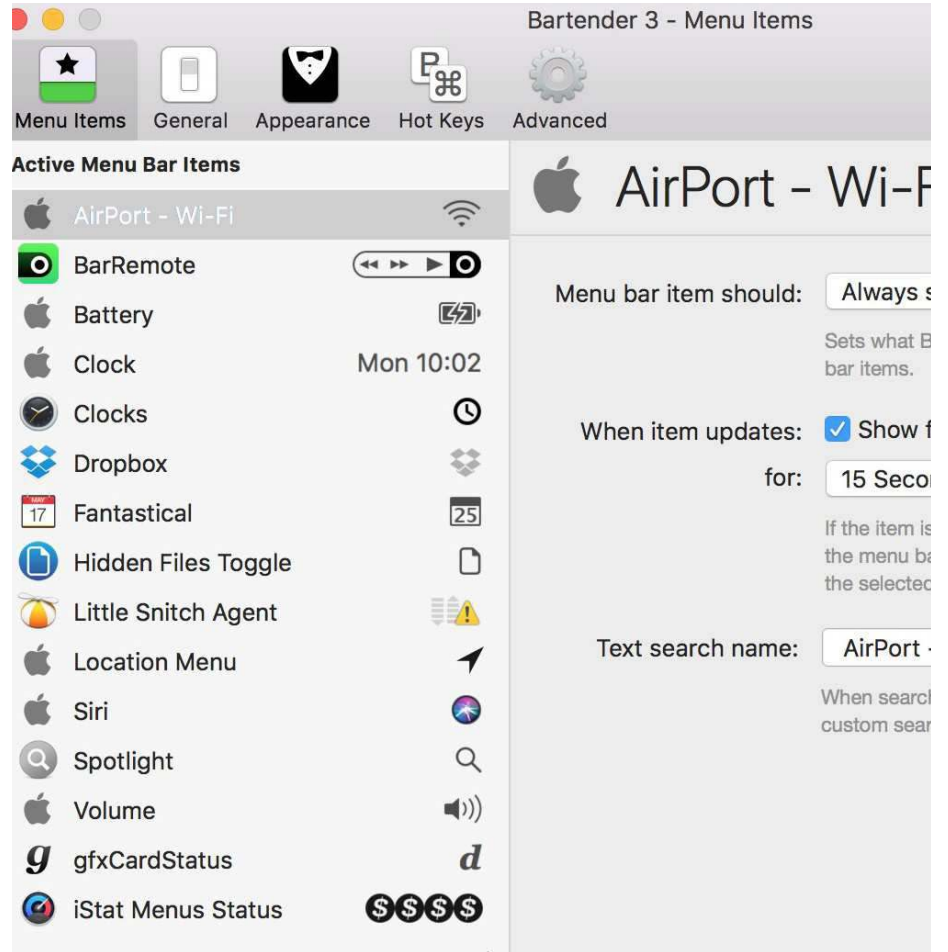 Bartender 3 - Menu Items
Menu Items General Appearance Hot Keys Advanced
Active Menu Bar Items
AirPort - Wi-Fi
BarRemote
Battery
Clock Mon 10:02
Clocks
Dropbox
Fantastical 25
Hidden Files Toggle
Little Snitch Agent
Location Menu
Siri
Spotlight
Volume
gfxCardStatus d
iStat Menus Status
AirPort - Wi-F
Menu bar item should: Always s
Sets what B
bar items.
When item updates: Show f
for: 15 Secon
If the item is
the menu ba
the selected
Text search name: AirPort -
When search
custom sear